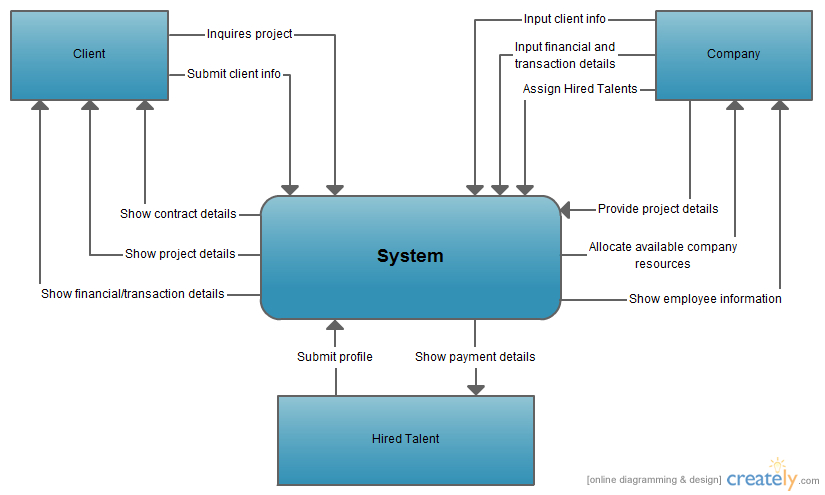 Client
Inquires project
Submit client info
Input client info
Input financial and
transaction details
Assign Hired Talents
Company
Show contract details
Show project details
Show financial/transaction details
System
Provide project details
Allocate available company
resources
Show employee information
Submit profile
Show payment details
Hired Talent
[online diagramming & design] creately.com